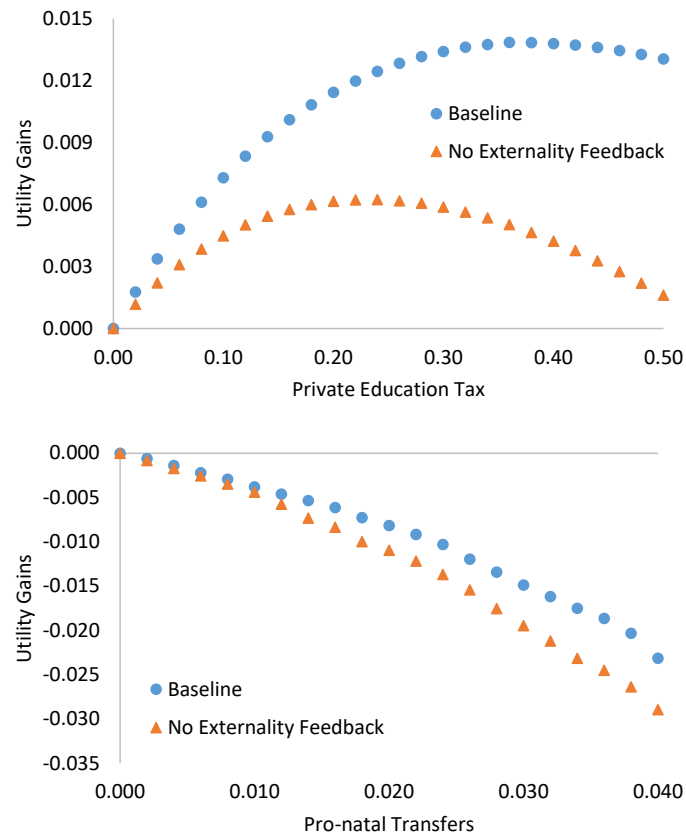 0.015
0.012
0.009
0.006
0.003
0.000
Utility Gains
Baseline
No Externality Feedback
0.00 0.10 0.20 0.30 0.40 0.50
Private Education Tax
0.000
-0.005
-0.010
-0.015
-0.020
-0.025
-0.030
-0.035
Utility Gains
Baseline
No Externality Feedback
0.000 0.010 0.020 0.030 0.040
Pro-natal Transfers